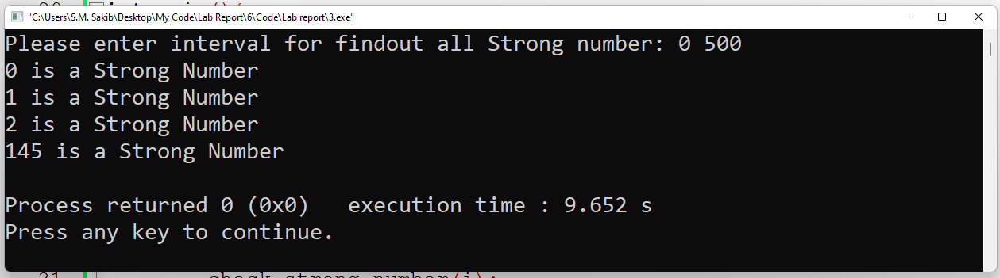 "C:\Users\S.M. Sakib\Desktop\My Code\Lab Report\6\Code\Lab report\3.exe"
Please enter interval for findout all Strong number: 0 500
0 is a Strong Number
1 is a Strong Number
2 is a Strong Number
145 is a Strong Number
Process returned 0 (0x0)   execution time : 9.652 s
Press any key to continue.